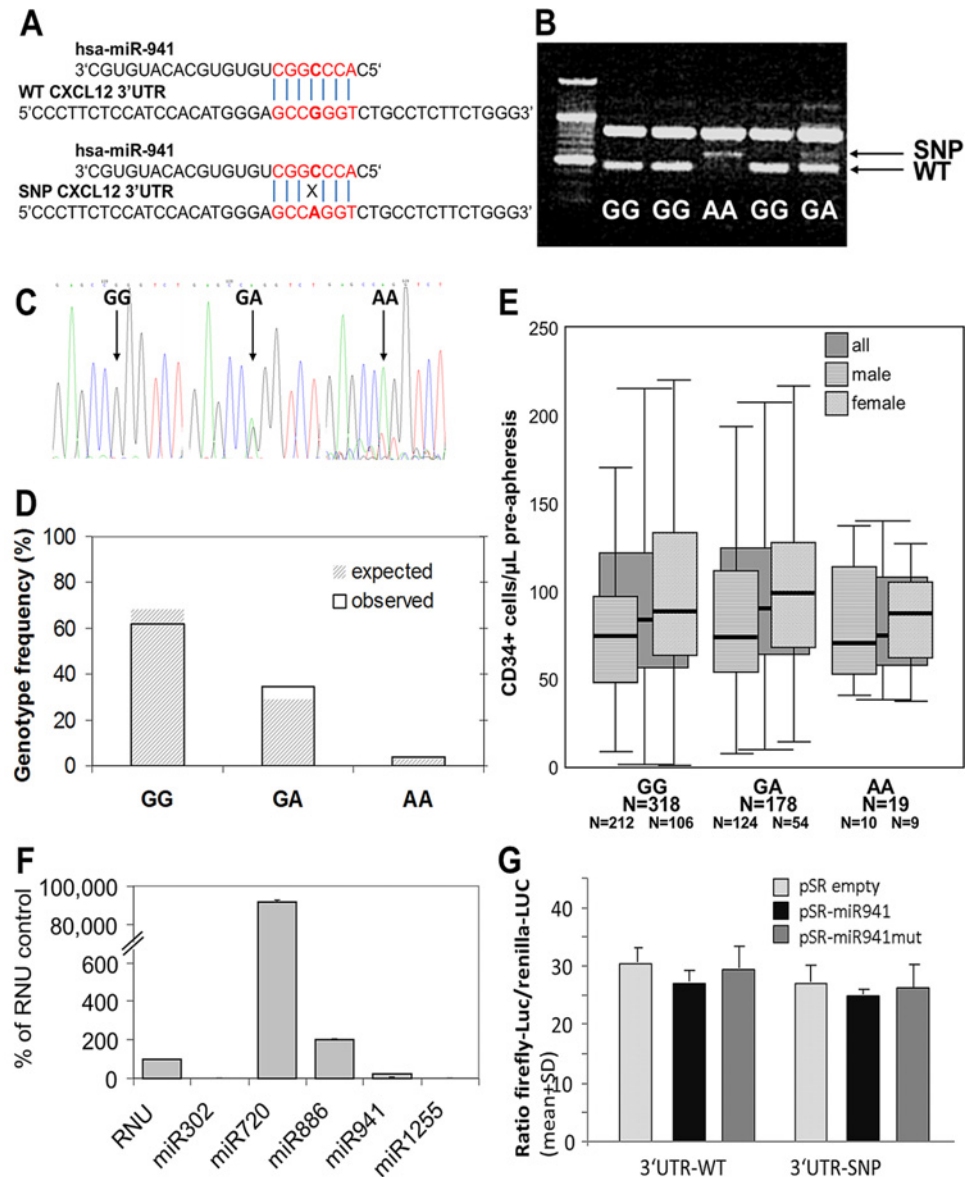 A
hsa-miR-941
3'CGUGUACACGUGUGUCGGCCCAC5'
WT CXCL12 3'UTR
5'CCCTTCTCCATCCACATGGGAGCCGGGTCTGCCTCTTCTGGG3'
hsa-miR-941
3'CGUGUACACGUGUGUCGGCCCAC5'
X
SNP CXCL12 3'UTR
5'CCCTTCTCCATCCACATGGGAGCCAGGTCTGCCTCTTCTGGG3'
B
SNP
WT
GG GG AA GG GA
C
G A G C C G G G T C T G A G C C A G G T C T G A G C C A G G T C T
GG GA AA
D
Genotype frequency (%)
100
80
60
40
20
0
expected
observed
GG GA AA
E
CD34+ cells/µL pre-apheresis
250
200
150
100
50
0
all
male
female
GG GA AA
N=318 N=178 N=19
N=212 N=106 N=124 N=54 N=10 N=9
F
% of RNU control
100,000
80,000
600
400
200
0
RNU miR302 miR720 miR886 miR941 miR1255
G
Ratio firefly-Luc/renilla-LUC
(mean+SD)
40
30
20
10
0
pSR empty
pSR-miR941
pSR-miR941mut
3'UTR-WT 3'UTR-SNP